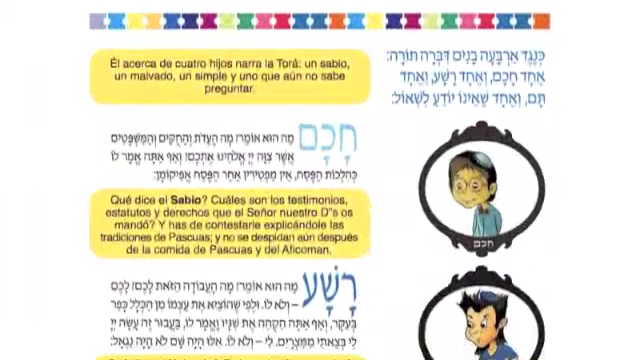 כְּנֶגֶד אַרְבָּעָה בָנִים דִּבְּרָה תוֹרָה:
אֶחָד חָכָם, וְאֶחָד רָשָׁע, וְאֶחָד
תָּם, וְאֶחָד שֶׁאֵינוֹ יוֹדֵעַ לִשְׁאוֹל:
Él acerca de cuatro hijos narra la Torá: un sabio,
un malvado, un simple y uno que aún no sabe
preguntar.
חָכָם מַה הוּא אוֹמֵר? מָה הָעֵדֹת וְהַחֻקִּים וְהַמִּשְׁפָּטִים
אֲשֶׁר צִוָּה יְיָ אֱלֹהֵינוּ אֶתְכֶם? וְאַף אַתָּה אֱמָר לוֹ
כְּהִלְכוֹת הַפֶּסַח, אֵין מַפְטִירִין אַחַר הַפֶּסַח אֲפִיקוֹמָן:
Qué dice el Sabio? Cuáles son los testimonios,
estatutos y derechos que el Señor nuestro D"s os
mandó? Y has de contestarle explicándole las
tradiciones de Pascuas; y no se despidan aún después
de la comida de Pascuas y del Aficoman.
חכם
רָשָׁע מַה הוּא אוֹמֵר? מָה הָעֲבוֹדָה הַזֹּאת לָכֶם? לָכֶם
– וְלֹא לוֹ. וּלְפִי שֶׁהוֹצִיא אֶת עַצְמוֹ מִן הַכְּלָל כָּפַר
בְּעִקָּר, וְאַף אַתָּה הַקְהֵה אֶת שִׁנָּיו וֶאֱמָר לוֹ, בַּעֲבוּר זֶה עָשָׂה יְיָ
לִי בְּצֵאתִי מִמִּצְרַיִם, לִי – וְלֹא לוֹ. אִלּוּ הָיָה שָׁם לֹא הָיָה נִגְאָל: